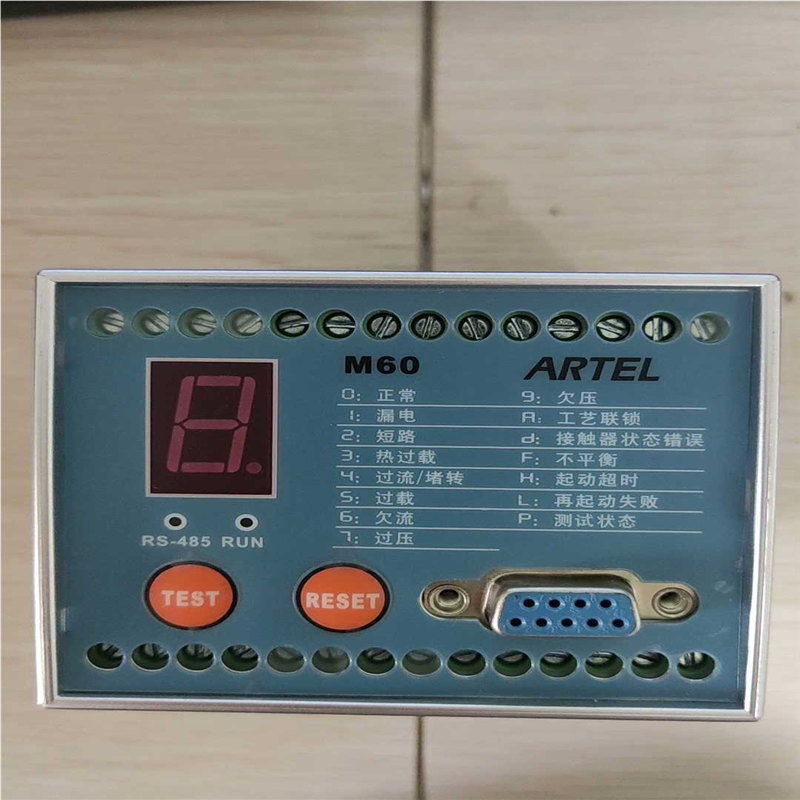 M60 ARTEL
0: 正常 9: 欠压
1: 漏电 A: 工艺联锁
2: 短路 d: 接触器状态错误
3: 热过载 F: 不平衡
4: 过流/堵转 H: 起动超时
5: 过载 L: 再起动失败
6: 欠流 P: 测试状态
7: 过压
8.
RS-485 RUN
TEST RESET